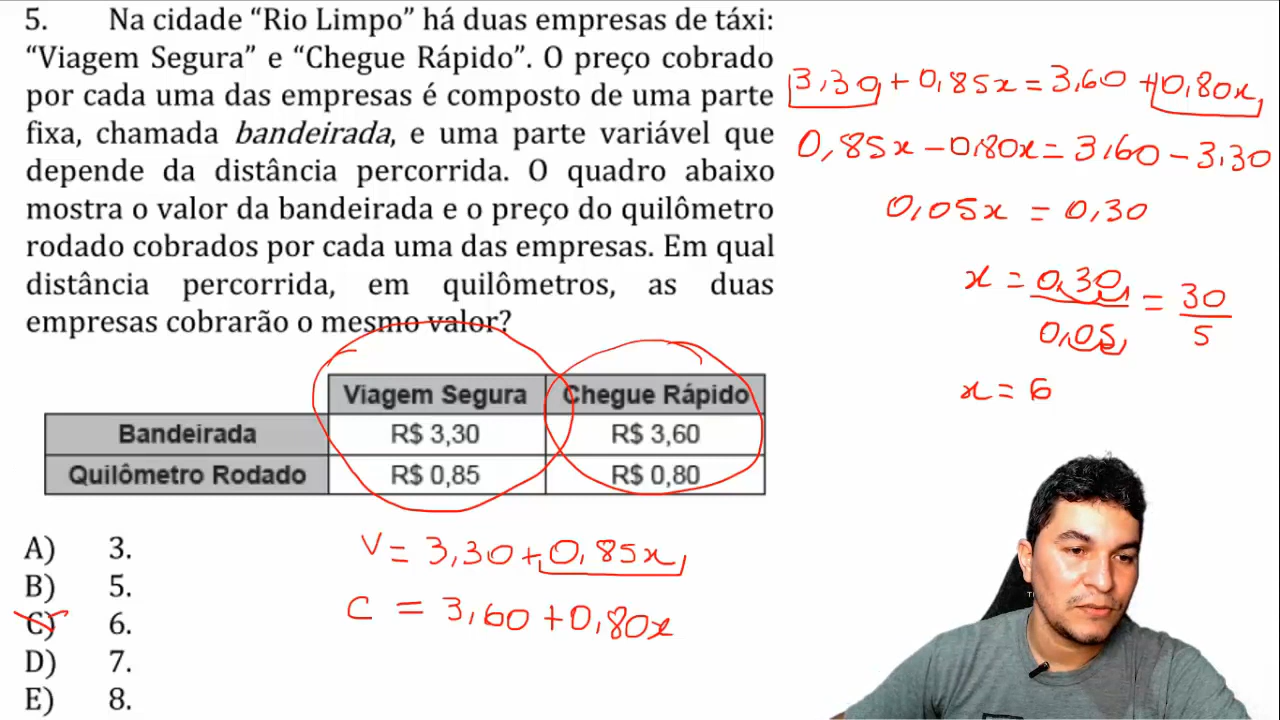 5. Na cidade “Rio Limpo” há duas empresas de táxi:
“Viagem Segura” e “Chegue Rápido”. O preço cobrado
por cada uma das empresas é composto de uma parte
fixa, chamada bandeirada, e uma parte variável que
depende da distância percorrida. O quadro abaixo
mostra o valor da bandeirada e o preço do quilômetro
rodado cobrados por cada uma das empresas. Em qual
distância percorrida, em quilômetros, as duas
empresas cobrarão o mesmo valor?
Viagem Segura Chegue Rápido
Bandeirada R$ 3,30 R$ 3,60
Quilômetro Rodado R$ 0,85 R$ 0,80
A) 3.
B) 5.
C) 6.
D) 7.
E) 8.
V = 3,30 + 0,85x
C = 3,60 + 0,80x
3,30 + 0,85x = 3,60 + 0,80x
0,85x - 0,80x = 3,60 - 3,30
0,05x = 0,30
x = 0,30 = 30
0,05 5
x = 6